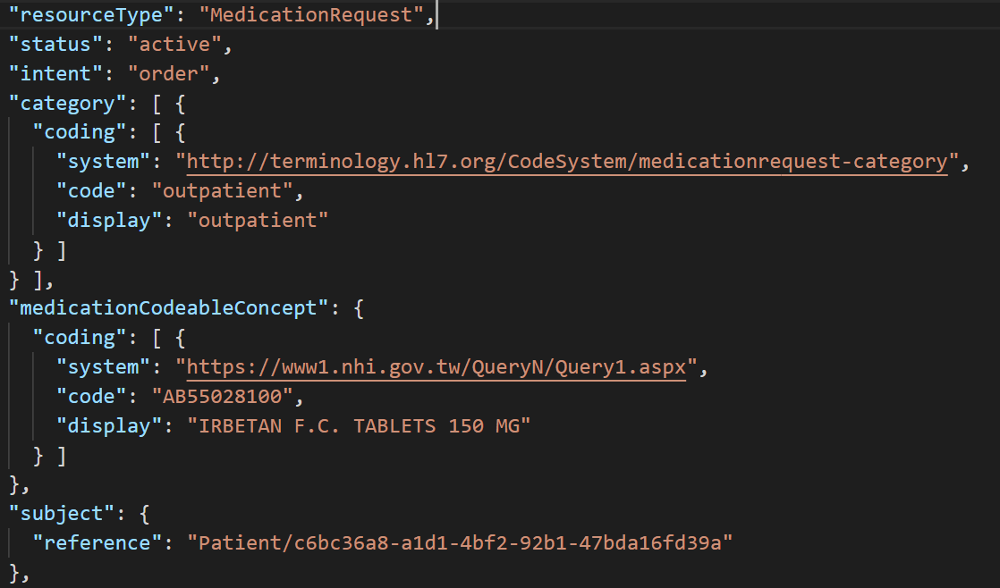 "resourceType": "MedicationRequest",
"status": "active",
"intent": "order",
"category": [ {
"coding": [ {
"system": "http://terminology.hl7.org/CodeSystem/medicationrequest-category",
"code": "outpatient",
"display": "outpatient"
} ]
} ],
"medicationCodeableConcept": {
"coding": [ {
"system": "https://www1.nhi.gov.tw/QueryN/Query1.aspx",
"code": "AB55028100",
"display": "IRBETAN F.C. TABLETS 150 MG"
} ]
},
"subject": {
"reference": "Patient/c6bc36a8-a1d1-4bf2-92b1-47bda16fd39a"
},